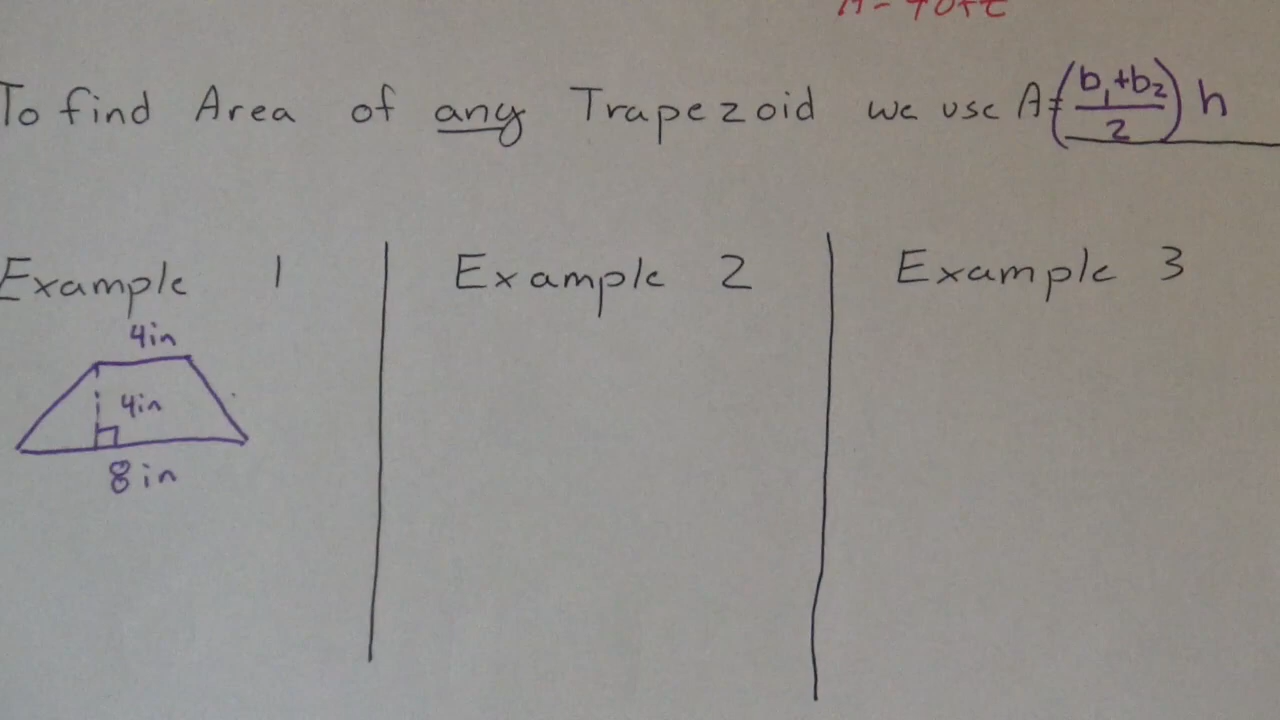 To find Area of any Trapezoid we use A=(b₁+b₂/2)h
Example 1
Example 2
Example 3
4in
4in
8in